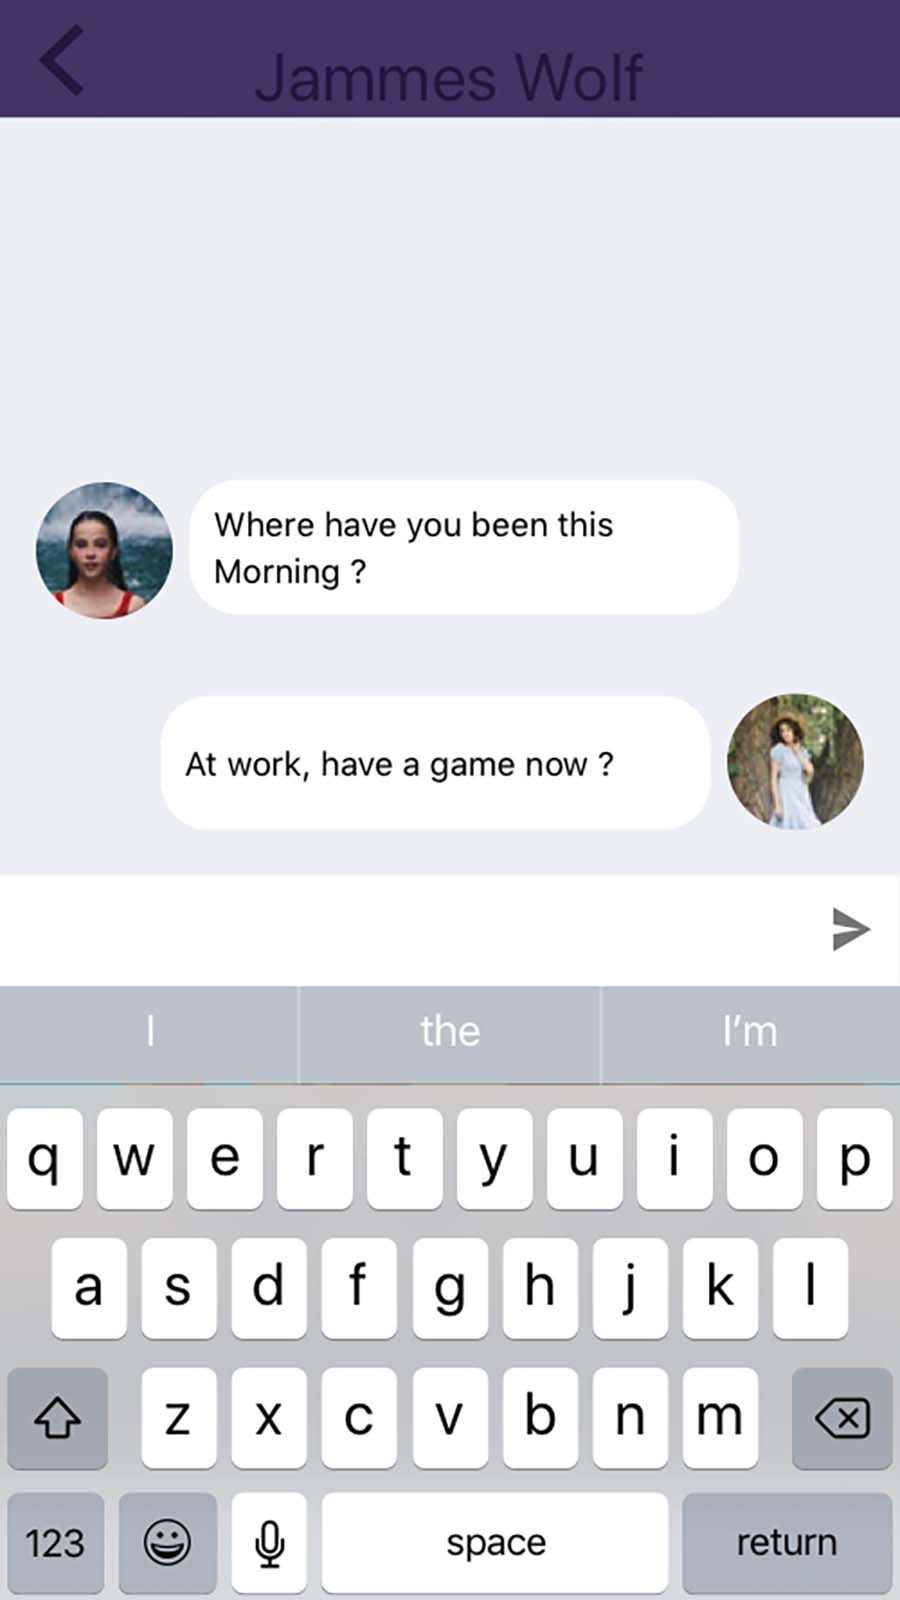 Jammes Wolf
Where have you been this
Morning ?
At work, have a game now ?
I the I’m
q w e r t y u i o p
a s d f g h j k l
z x c v b n m
123 space return